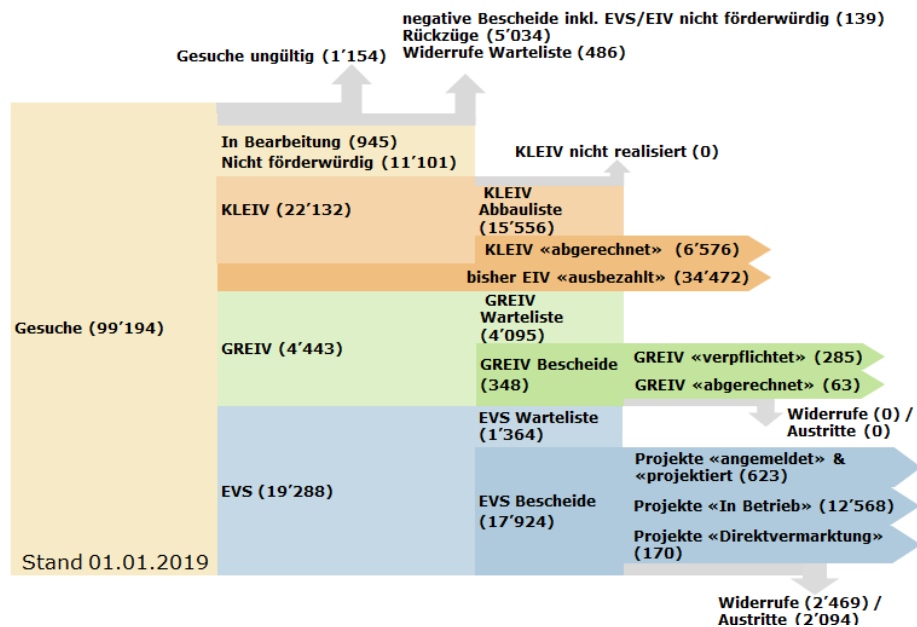 negative Bescheide inkl. EVS/EIV nicht förderwürdig (139)
Rückzüge (5’034)
Widerrufe Warteliste (486)
Gesuche ungültig (1’154)
In Bearbeitung (945)
Nicht förderwürdig (11’101)
KLEIV nicht realisiert (0)
KLEIV (22’132)
KLEIV
Abbauliste
(15’556)
KLEIV «abgerechnet» (6’576)
bisher EIV «ausbezahlt» (34’472)
Gesuche (99’194)
GREIV (4’443)
GREIV
Warteliste
(4’095)
GREIV Bescheide
(348)
GREIV «verpflichtet» (285)
GREIV «abgerechnet» (63)
Widerrufe (0) /
Austritte (0)
EVS (19’288)
EVS Warteliste
(1’364)
EVS Bescheide
(17’924)
Projekte «angemeldet» &
«projektiert (623)
Projekte «In Betrieb» (12’568)
Projekte «Direktvermarktung»
(170)
Widerrufe (2’469) /
Austritte (2’094)
Stand 01.01.2019